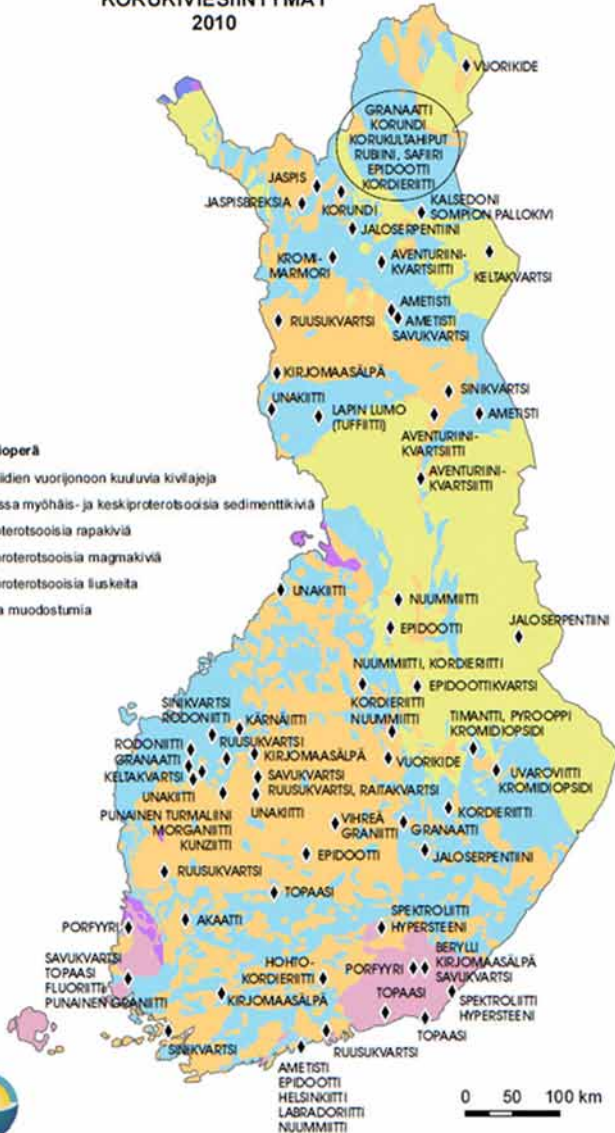 KORUKIVIESIINTYMÄT
2010
VUORIKIDE
GRANAATTI
KORUNDI
KORUKULTAHIPUT
RUBIINI, SAFIIRI
EPIDOOTTI
KORDIERIITTI
JASPIS
JASPISBREKSIA
KORUNDI
KALSEDONI
SOMPION PALLOKIVI
JALOSERPENTIINI
KROMI-
MARMORI
AVENTURIINI-
KVARTSIITTI
KELTAKVARTSI
AMETISTI
AMETISTI
SAVUKVARTSI
RUUSUKVARTSI
KIRJOMAASÄLPÄ
SINIKVARTSI
UNAKIITTI
LAPIN LUMO
(TUFFIITTI)
AMETISTI
AVENTURIINI-
KVARTSIITTI
AVENTURIINI-
KVARTSIITTI
vuorijonoon kuuluvia kivilajeja
myöhäis- ja keskiproterotsooisia sedimenttikiviä
rapakiviä
magmakiviä
liuskeita
muodostumia
UNAKIITTI
NUUMMIITTI
EPIDOOTTI
JALOSERPENTIINI
NUUMMIITTI, KORDIERIITTI
EPIDOOTTIKVARTSI
KORDIERIITTI
NUUMMIITTI
SINIKVARTSI
RODONIITTI
KÄRNÄIITTI
TIMANTTI, PYROOPPI
KROMIDIOPSIDI
RODONIITTI
RUUSUKVARTSI
GRANAATTI
KIRJOMAASÄLPÄ
VUORIKIDE
KELTAKVARTSI
SAVUKVARTSI
UVAROVIITTI
KROMIDIOPSIDI
UNAKIITTI
RUUSUKVARTSI, RAITAKVARTSI
PUNAINEN TURMALIINI
MORGANIITTI
KUNZIITTI
UNAKIITTI
KORDIERIITTI
VIHREÄ
GRANIITTI
GRANAATTI
EPIDOOTTI
JALOSERPENTIINI
RUUSUKVARTSI
TOPAASI
AKAATTI
PORFYYRI
SPEKTROLIITTI
HYPERSTEENI
SAVUKVARTSI
TOPAASI
FLUORIITTI
PUNAINEN GRANIITTI
HOHTO-
KORDIERIITTI
PORFYYRI
BERYLLI
KIRJOMAASÄLPÄ
SAVUKVARTSI
KIRJOMAASÄLPÄ
TOPAASI
SPEKTROLIITTI
HYPERSTEENI
TOPAASI
SINIKVARTSI
RUUSUKVARTSI
AMETISTI
EPIDOOTTI
HELSINKIITTI
LABRADORIITTI
NUUMMIITTI
0 50 100 km